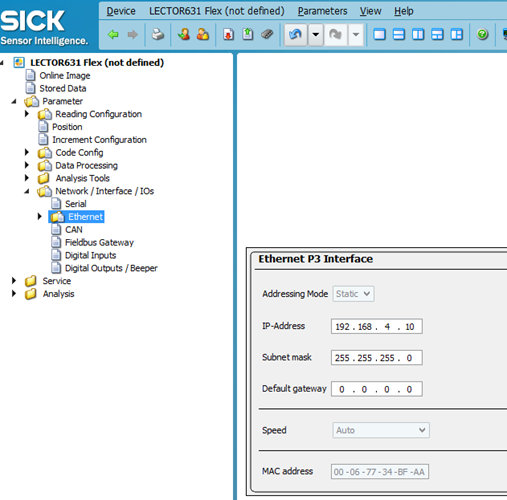 SICK
Sensor Intelligence.
Device LECTOR631 Flex (not defined) Parameters View Help
LECTOR631 Flex (not defined)
Online Image
Stored Data
Parameter
Reading Configuration
Position
Increment Configuration
Code Config
Data Processing
Analysis Tools
Network / Interface / IOs
Serial
Ethernet
CAN
Fieldbus Gateway
Digital Inputs
Digital Outputs / Beeper
Service
Analysis
Ethernet P3 Interface
Addressing Mode Static
IP-Address 192 . 168 . 4 . 10
Subnet mask 255 . 255 . 255 . 0
Default gateway 0 . 0 . 0 . 0
Speed Auto
MAC address 00 -06 -77 -34 -BF -AA